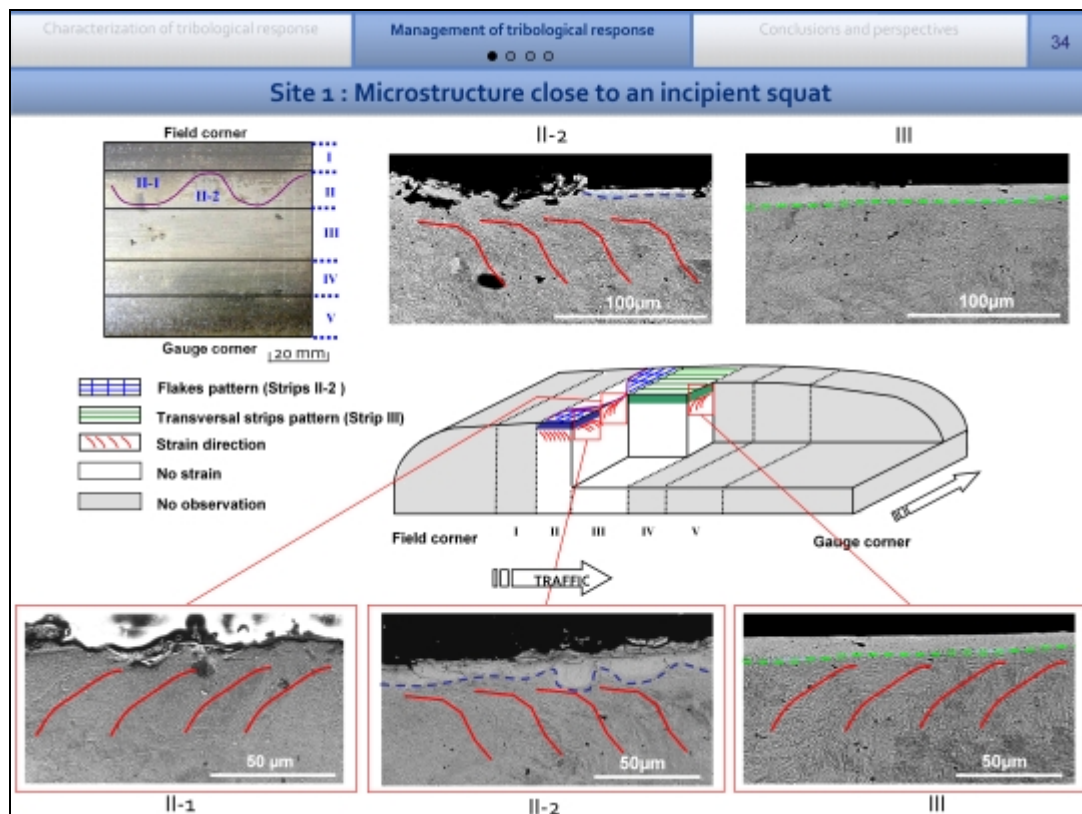 Characterization of tribological response
Management of tribological response
Conclusions and perspectives
34
Site 1 : Microstructure close to an incipient squat
Field corner
II-1
II-2
I
II
III
IV
V
Gauge corner
20 mm
II-2
100µm
III
100µm
Flakes pattern (Strips II-2 )
Transversal strips pattern (Strip III)
Strain direction
No strain
No observation
Field corner
I
II
III
IV
V
Gauge corner
TRAFFIC
50 µm
II-1
50µm
II-2
50µm
III